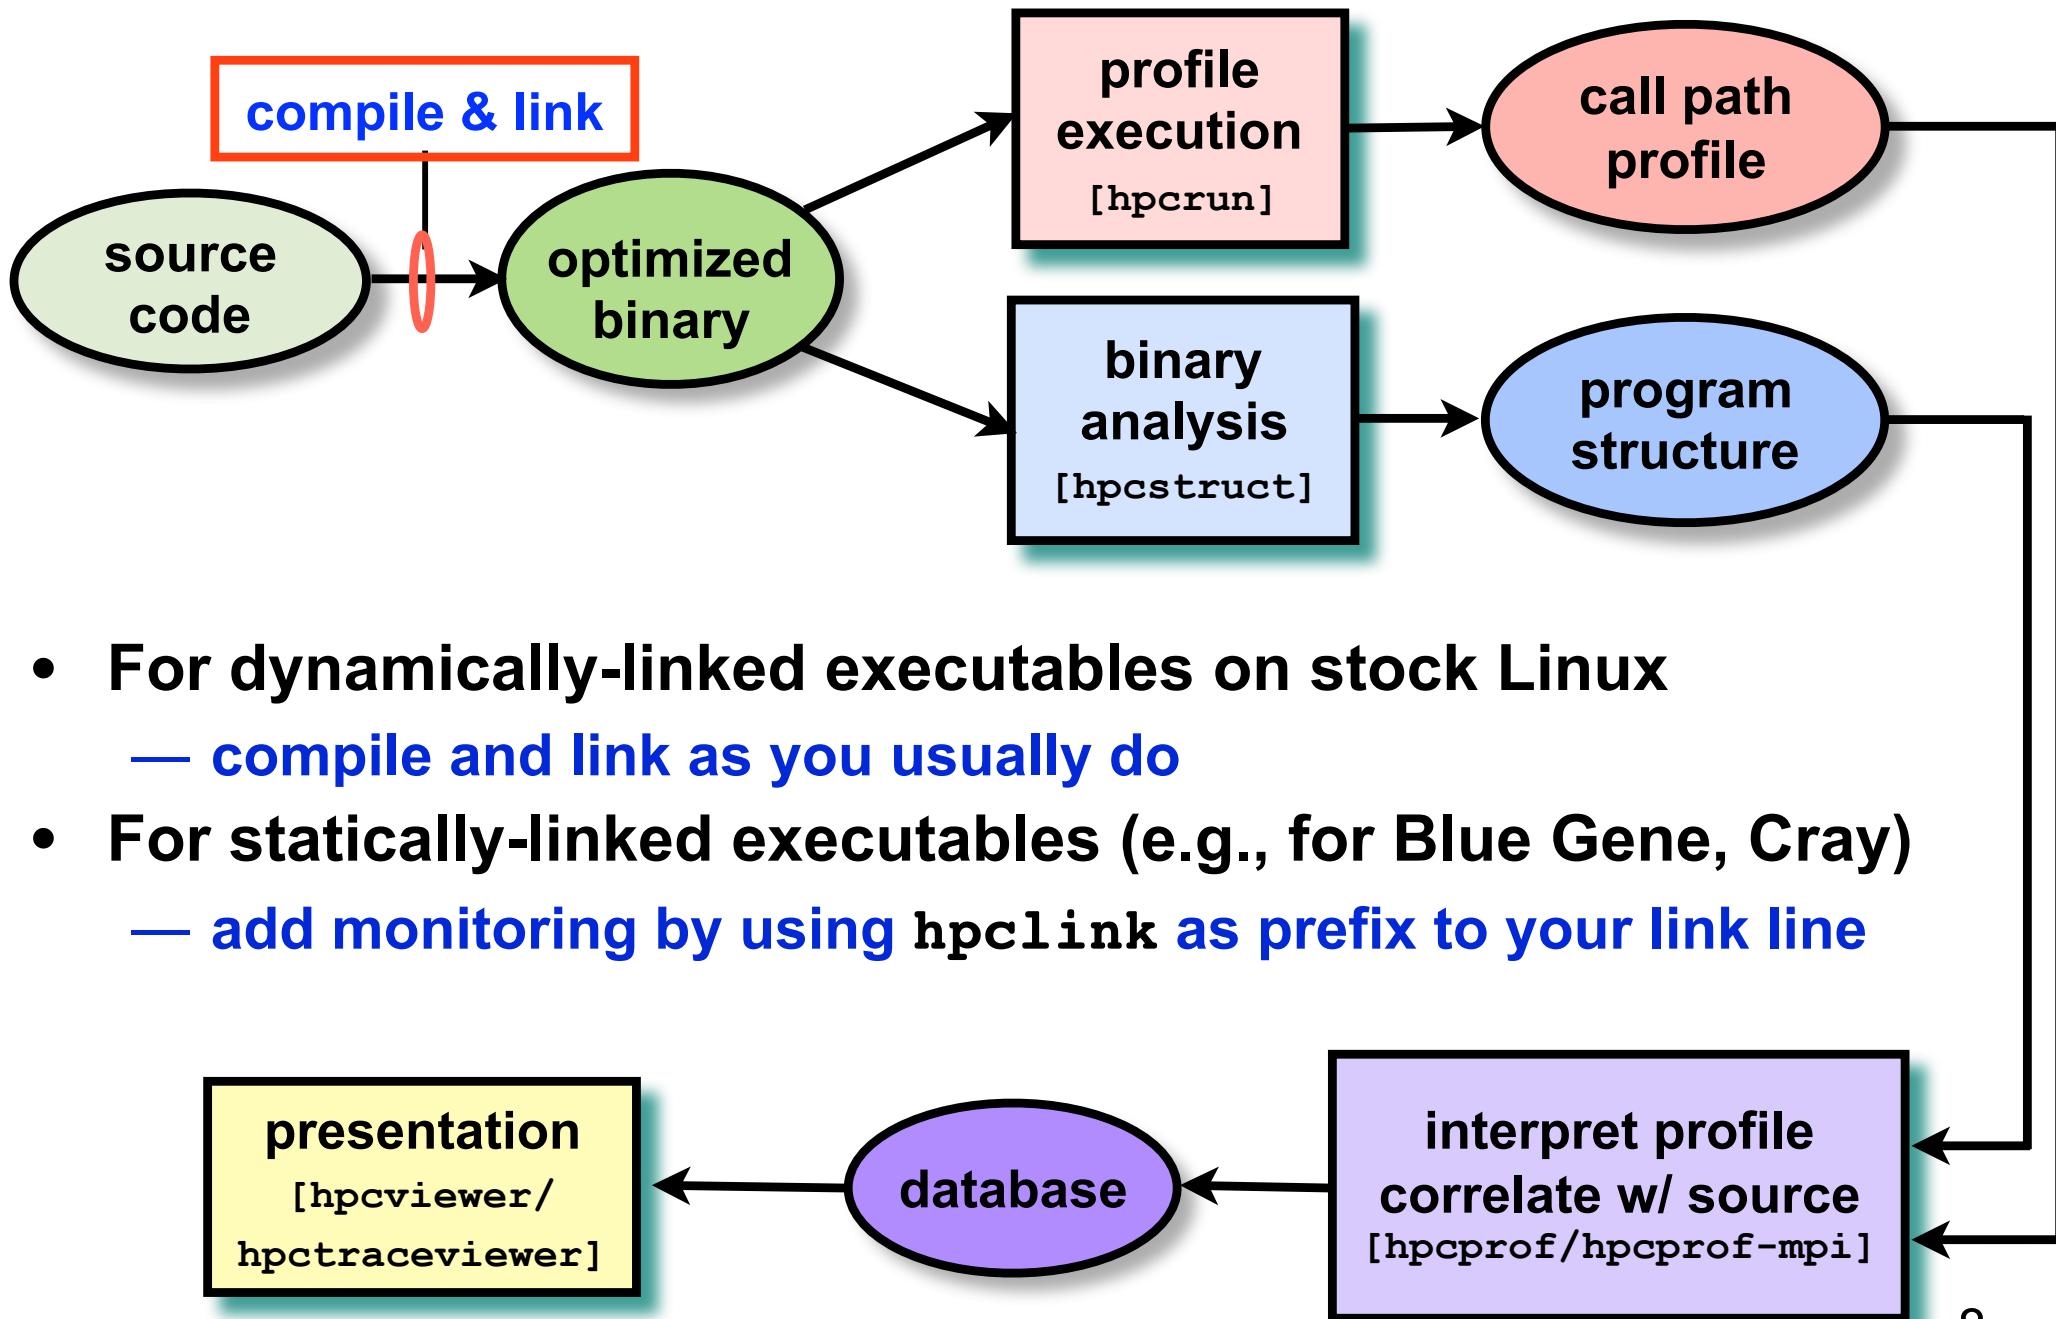 compile & link
source
code
optimized
binary
profile
execution
[hpcrun]
call path
profile
binary
analysis
[hpcstruct]
program
structure
• For dynamically-linked executables on stock Linux
— compile and link as you usually do
• For statically-linked executables (e.g., for Blue Gene, Cray)
— add monitoring by using hpclink as prefix to your link line
presentation
[hpcviewer/
hpctraceviewer]
database
interpret profile
correlate w/ source
[hpcprof/hpcprof-mpi]